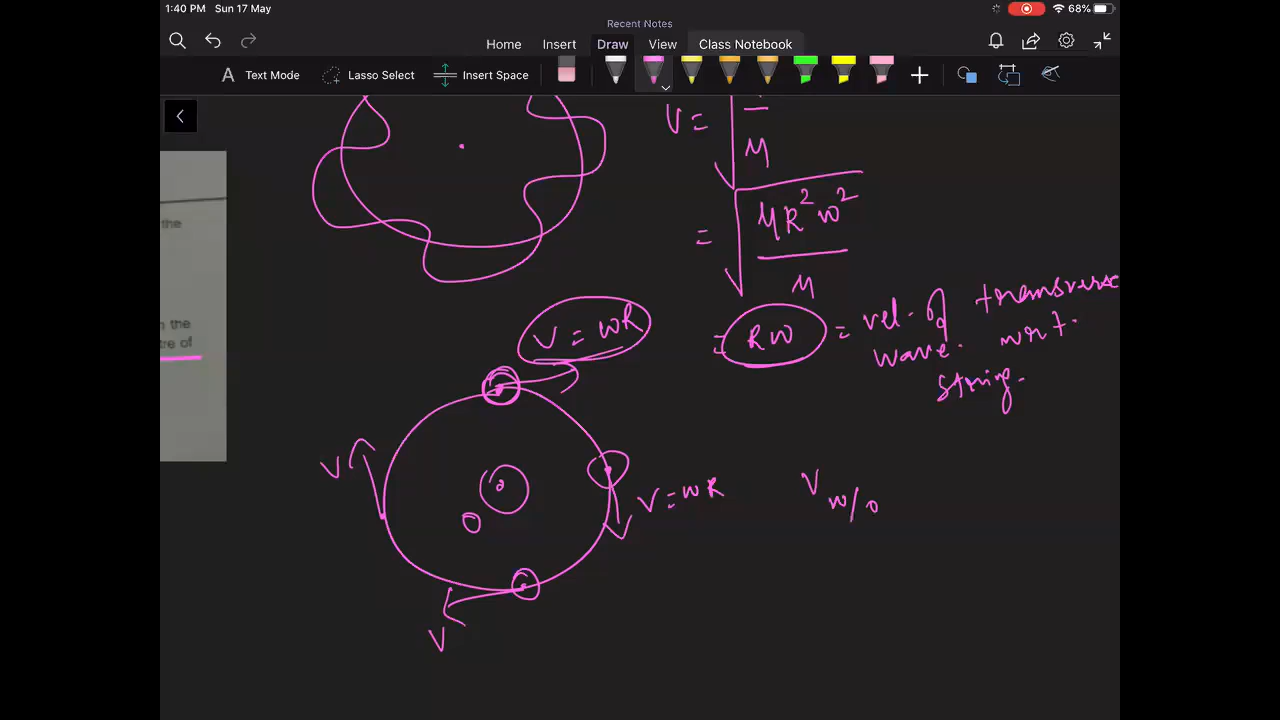 1:40 PM Sun 17 May
68%
Recent Notes
Home Insert Draw View Class Notebook
A Text Mode Lasso Select Insert Space
the
n the
tre of
V =
μ
= μR²ω²
μ
= Rω = vel. of transverse
wave. wrt.
string.
V = ωR
V
V = ωR
O
V
V w/o